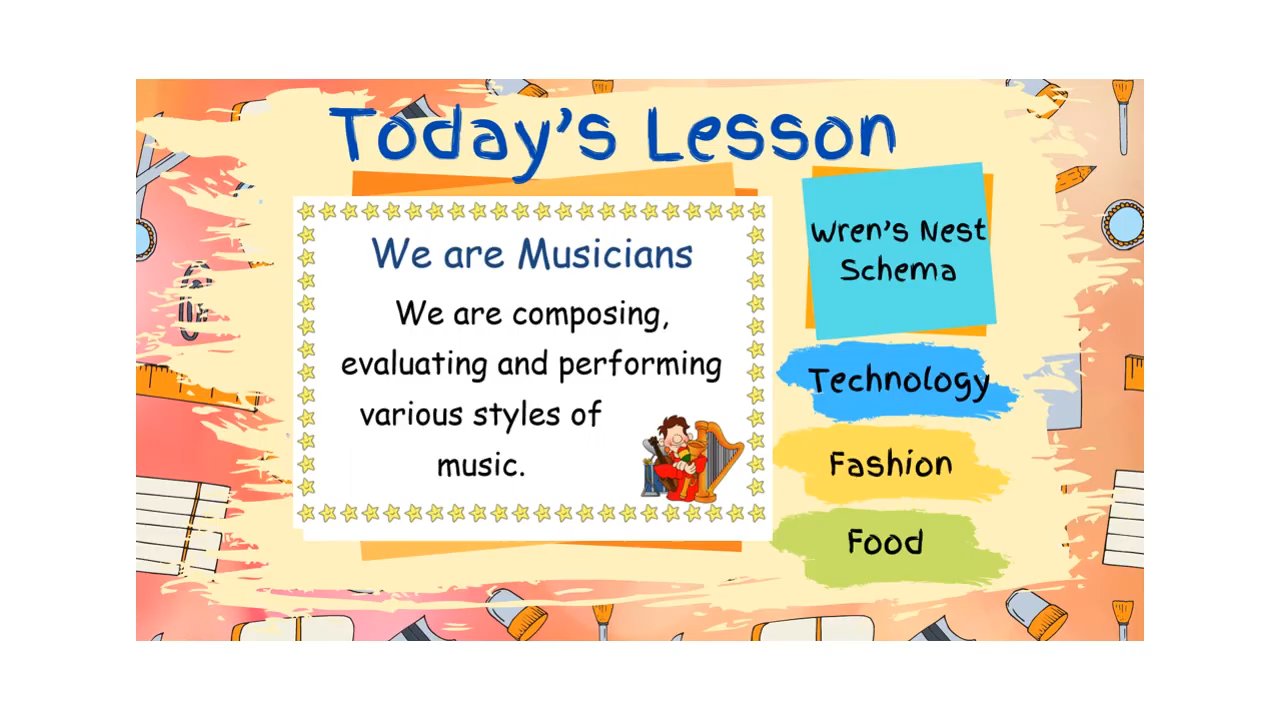 Today's Lesson
We are Musicians
We are composing,
evaluating and performing
various styles of
music.
Wren's Nest
Schema
Technology
Fashion
Food